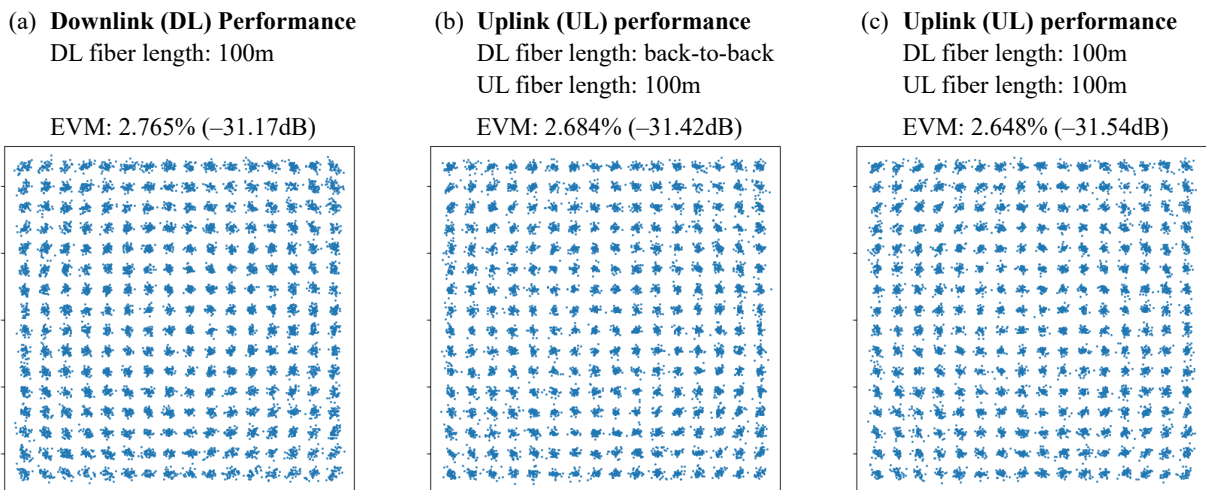 (a) Downlink (DL) Performance
DL fiber length: 100m
EVM: 2.765% (–31.17dB)
(b) Uplink (UL) performance
DL fiber length: back-to-back
UL fiber length: 100m
EVM: 2.684% (–31.42dB)
(c) Uplink (UL) performance
DL fiber length: 100m
UL fiber length: 100m
EVM: 2.648% (–31.54dB)